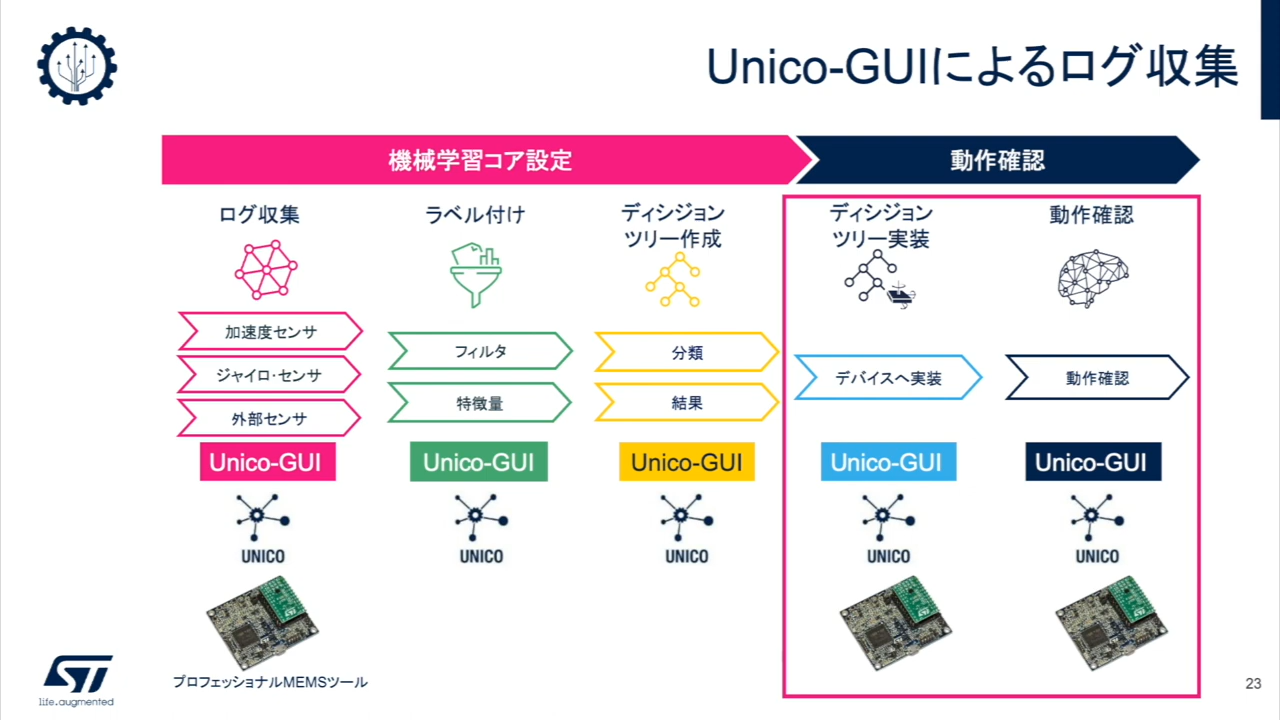 Unico-GUIによるログ収集
機械学習コア設定
動作確認
ログ収集
ラベル付け
ディシジョン
ツリー作成
ディシジョン
ツリー実装
動作確認
加速度センサ
ジャイロ・センサ
外部センサ
フィルタ
特徴量
分類
結果
デバイスへ実装
動作確認
Unico-GUI
Unico-GUI
Unico-GUI
Unico-GUI
Unico-GUI
UNICO
UNICO
UNICO
UNICO
UNICO
プロフェッショナルMEMSツール
ST
life.augmented
23